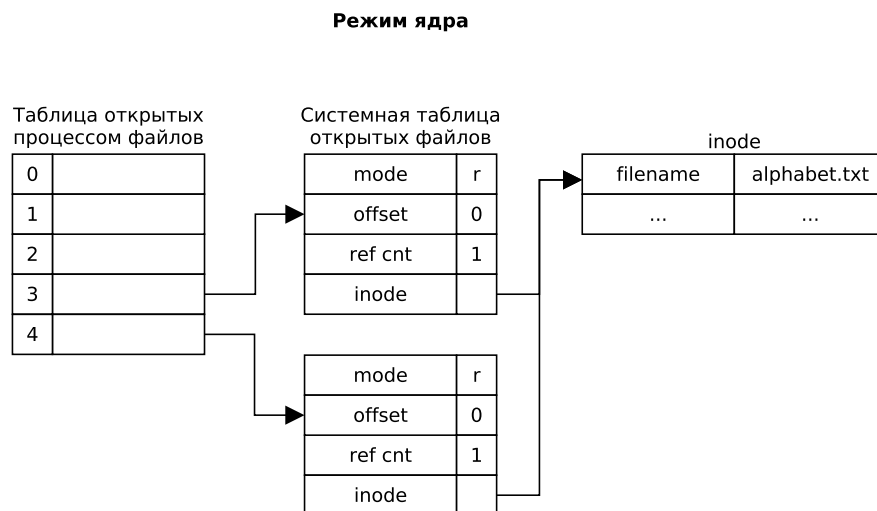 Режим ядра
Таблица открытых
процессом файлов
0
1
2
3
4
Системная таблица
открытых файлов
mode r
offset 0
ref cnt 1
inode
mode r
offset 0
ref cnt 1
inode
inode
filename alphabet.txt
... ...